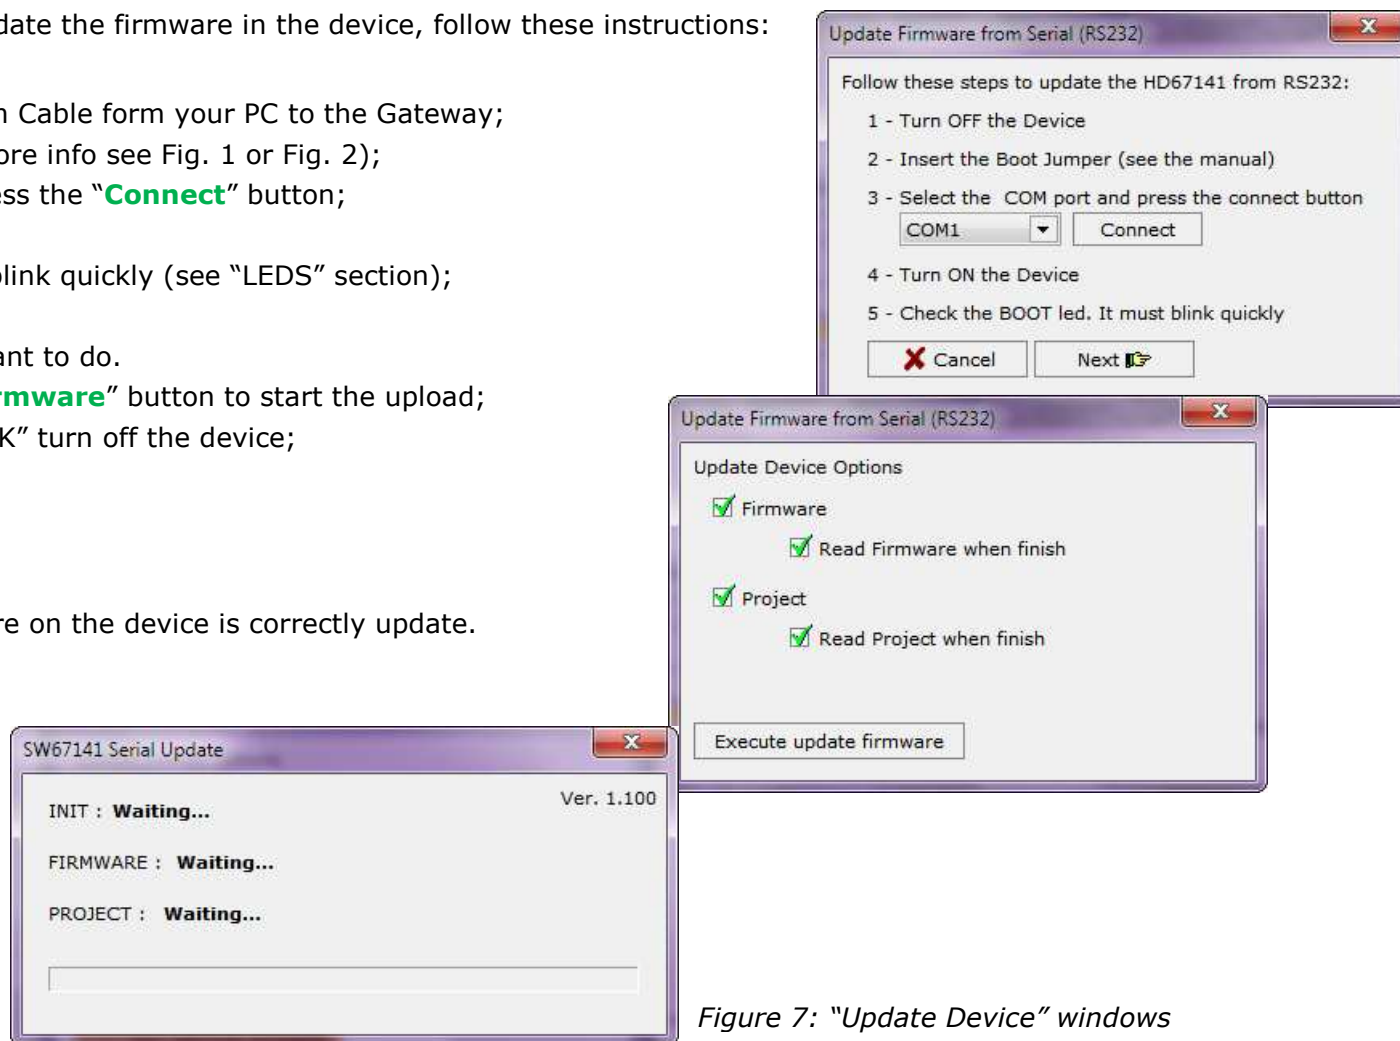 date the firmware in the device, follow these instructions:
n Cable form your PC to the Gateway;
ore info see Fig. 1 or Fig. 2);
ess the “Connect” button;
blink quickly (see “LEDS” section);
ant to do.
rmware” button to start the upload;
K” turn off the device;
re on the device is correctly update.
Update Firmware from Serial (RS232)
Follow these steps to update the HD67141 from RS232:
1 - Turn OFF the Device
2 - Insert the Boot Jumper (see the manual)
3 - Select the COM port and press the connect button
COM1 Connect
4 - Turn ON the Device
5 - Check the BOOT led. It must blink quickly
Cancel Next
Update Firmware from Serial (RS232)
Update Device Options
Firmware
Read Firmware when finish
Project
Read Project when finish
Execute update firmware
SW67141 Serial Update
Ver. 1.100
INIT : Waiting...
FIRMWARE : Waiting...
PROJECT : Waiting...
Figure 7: “Update Device” windows